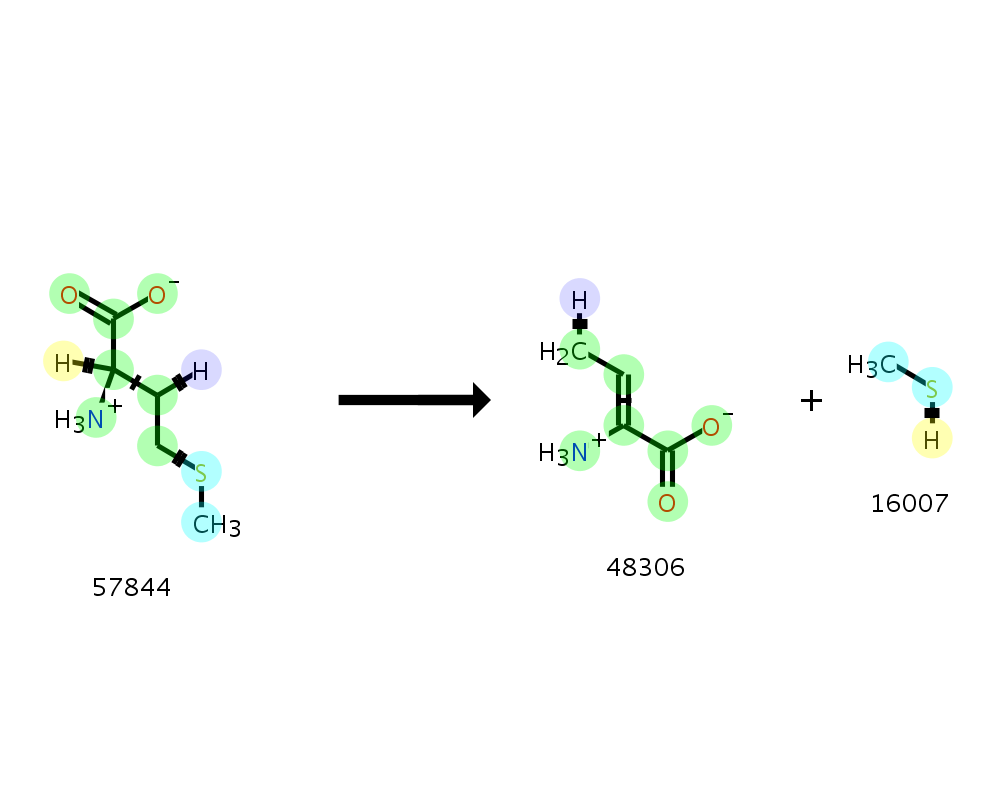 O O−
H H
H3N+
S
CH3
57844
H
H2C
H3N+ O−
O
48306
+
H3C
S
H
16007